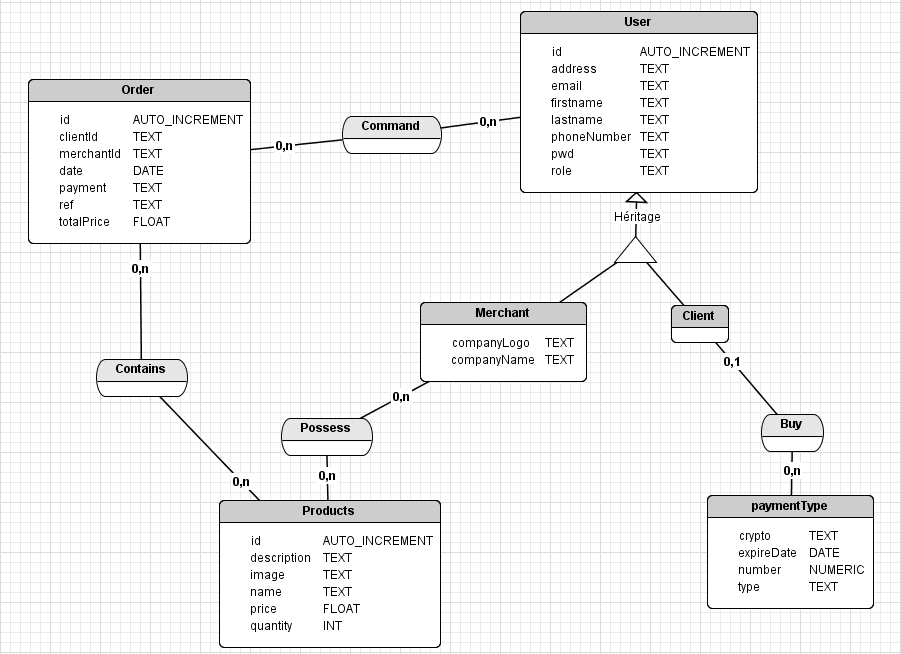 User
id AUTO_INCREMENT
address TEXT
email TEXT
firstname TEXT
lastname TEXT
phoneNumber TEXT
pwd TEXT
role TEXT
Order
id AUTO_INCREMENT
clientId TEXT
merchantId TEXT
date DATE
payment TEXT
ref TEXT
totalPrice FLOAT
Command
0,n
0,n
Héritage
0,n
Merchant
companyLogo TEXT
companyName TEXT
Client
0,1
Contains
0,n
Possess
Buy
0,n
0,n
0,n
Products
id AUTO_INCREMENT
description TEXT
image TEXT
name TEXT
price FLOAT
quantity INT
paymentType
crypto TEXT
expireDate DATE
number NUMERIC
type TEXT